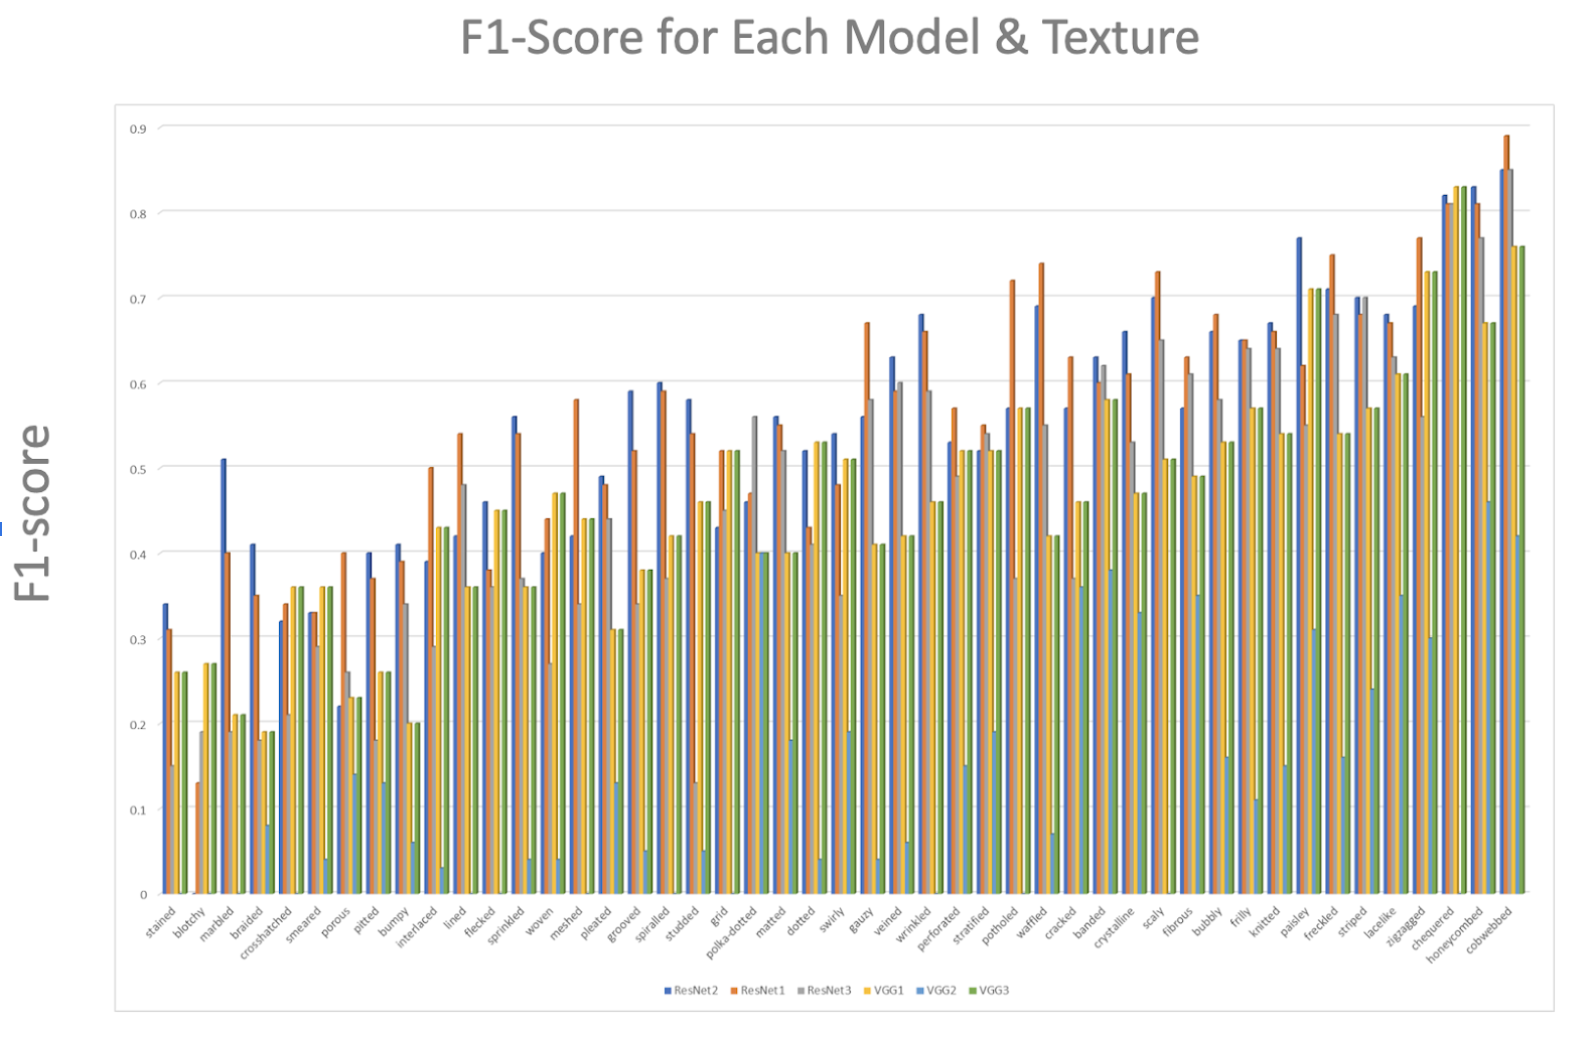 F1-Score for Each Model & Texture
F1-score
0.9
0.8
0.7
0.6
0.5
0.4
0.3
0.2
0.1
0
stained
blotchy
marbled
braided
crosshatched
smeared
porous
pitted
bumpy
interlaced
lined
flecked
sprinkled
woven
meshed
pleated
grooved
spiralled
studded
grid
polka-dotted
matted
dotted
swirly
gauzy
veined
wrinkled
perforated
stratified
potholed
waffled
cracked
banded
crystalline
scaly
fibrous
bubbly
frilly
knitted
paisley
freckled
striped
lacelike
zigzagged
chequered
honeycombed
cobwebbed
ResNet2 ResNet1 ResNet3 VGG1 VGG2 VGG3